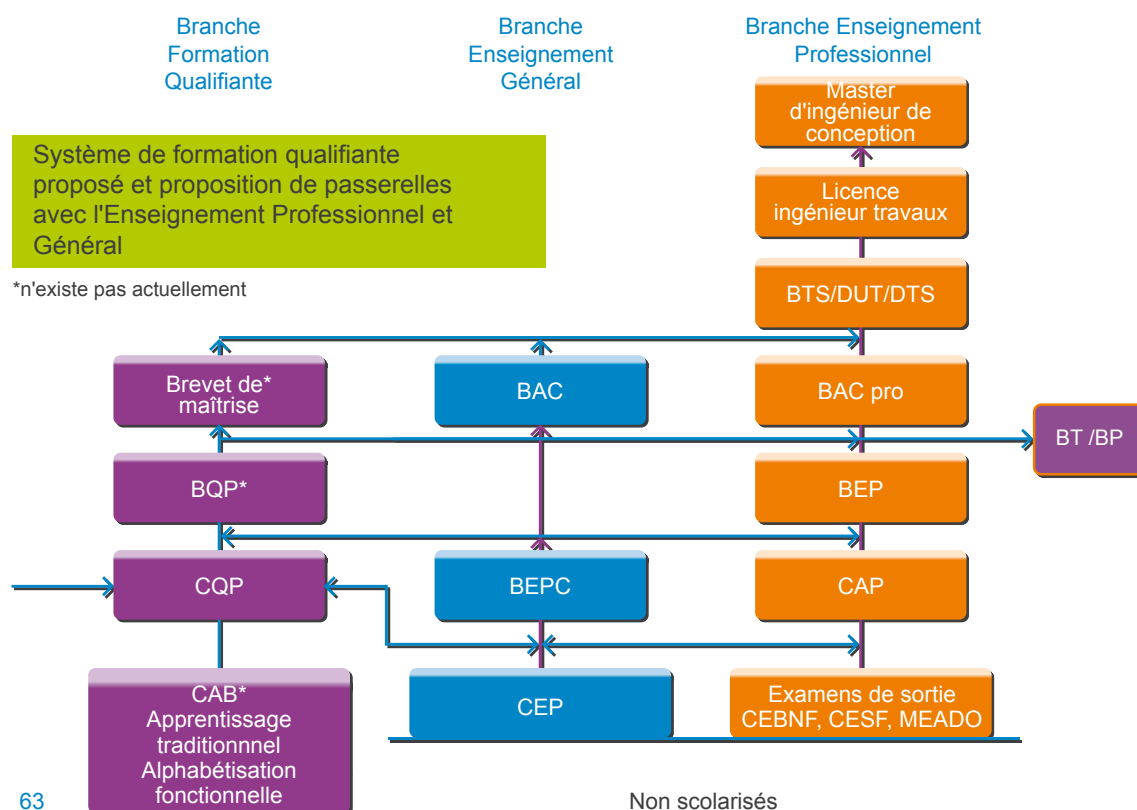 Branche
Formation
Qualifiante
Branche
Enseignement
Général
Branche Enseignement
Professionnel
Master
d'ingénieur de
conception
Système de formation qualifiante
proposé et proposition de passerelles
avec l'Enseignement Professionnel et
Général
*n'existe pas actuellement
Licence
ingénieur travaux
BTS/DUT/DTS
Brevet de*
maîtrise
BAC
BAC pro
BT /BP
BQP*
BEP
CQP
BEPC
CAP
CAB*
Apprentissage
traditionnnel
Alphabétisation
fonctionnelle
CEP
Examens de sortie
CEBNF, CESF, MEADO
63
Non scolarisés